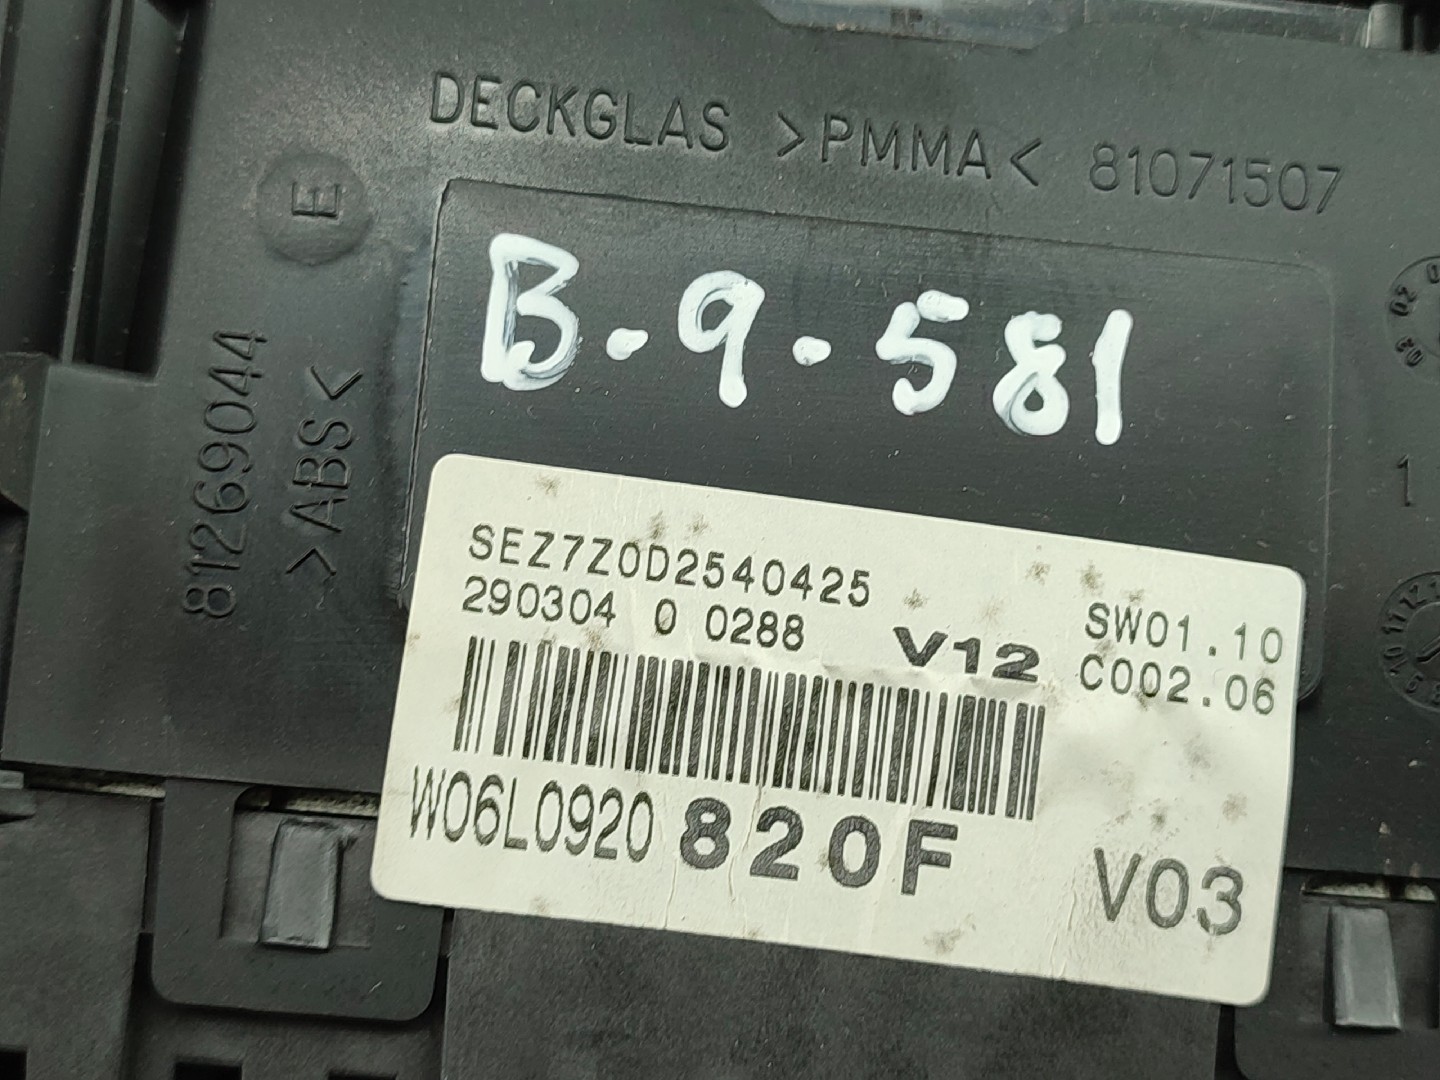 DECKGLAS >PMMA< 81071507
E
81269044
>ABS<
B-9-581
1
SEZ7Z0D2540425
290304 0 0288
V12
SW01.10
C002.06
W06L0920 820F
V03